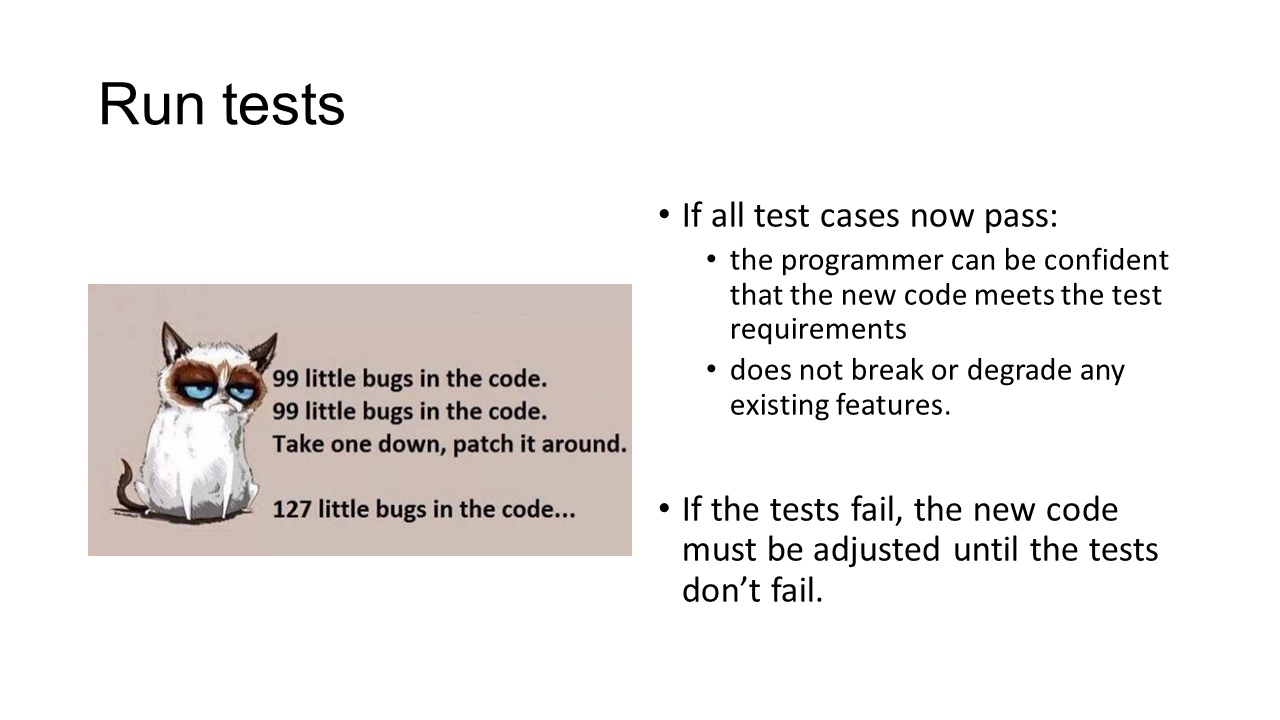 Run tests
99 little bugs in the code.
99 little bugs in the code.
Take one down, patch it around.
127 little bugs in the code...
• If all test cases now pass:
• the programmer can be confident
that the new code meets the test
requirements
• does not break or degrade any
existing features.
• If the tests fail, the new code
must be adjusted until the tests
don’t fail.